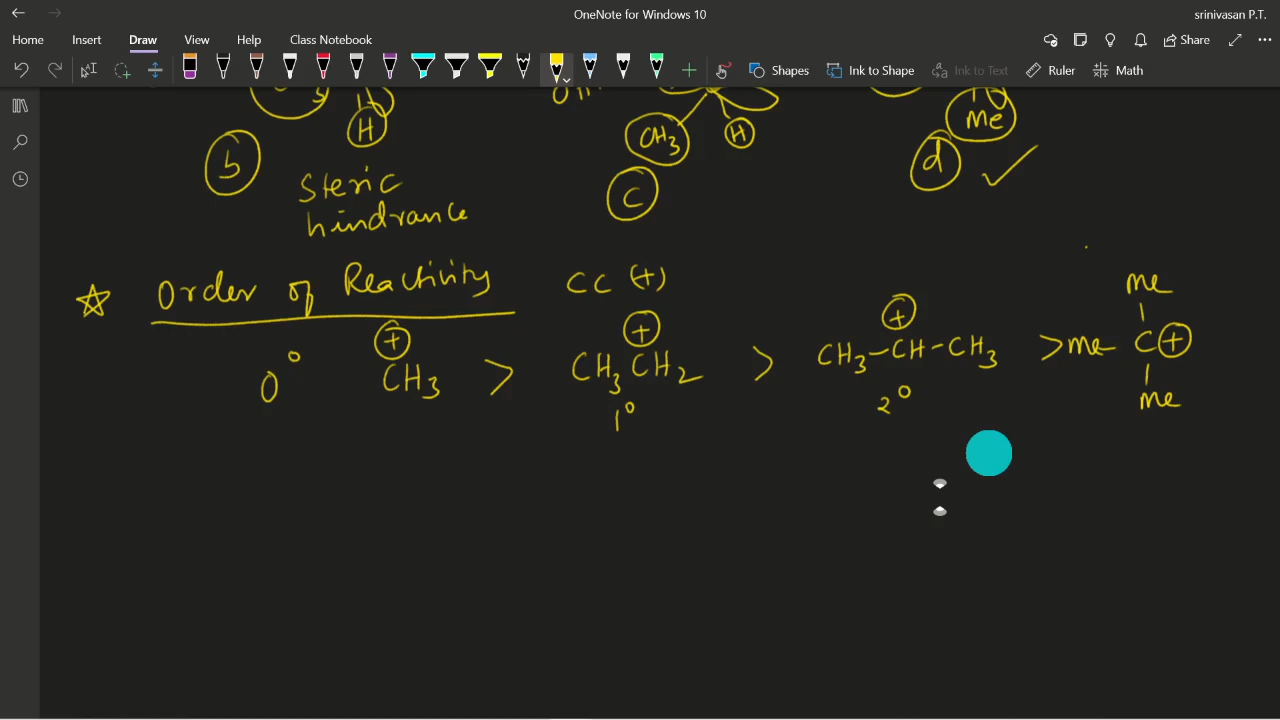 OneNote for Windows 10
srinivasan P.T.
Home Insert Draw View Help Class Notebook
Share
Shapes Ink to Shape Ink to Text Ruler Math
H
CH3 H
Me
b
d
Steric
C
hindrance
Order of Reactivity CC (+)
me
+ + +
0° CH3 > CH3CH2 > CH3-CH-CH3 > me C +
1° 2° me